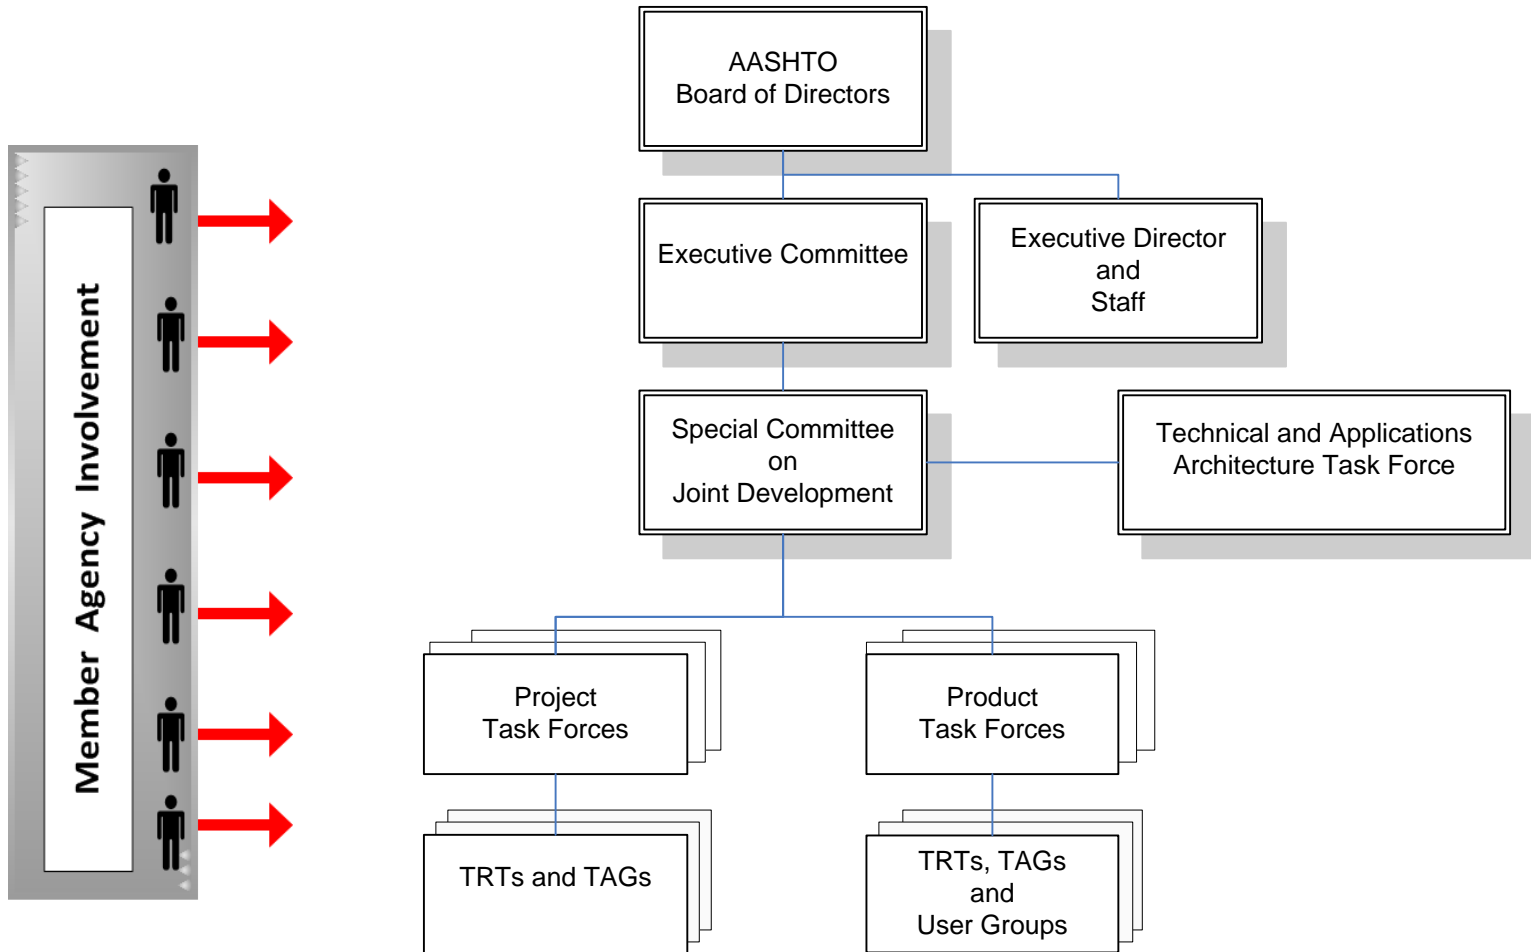 AASHTO
Board of Directors
Executive Committee
Executive Director
and
Staff
Member Agency Involvement
Special Committee
on
Joint Development
Technical and Applications
Architecture Task Force
Project
Task Forces
Product
Task Forces
TRTs and TAGs
TRTs, TAGs
and
User Groups